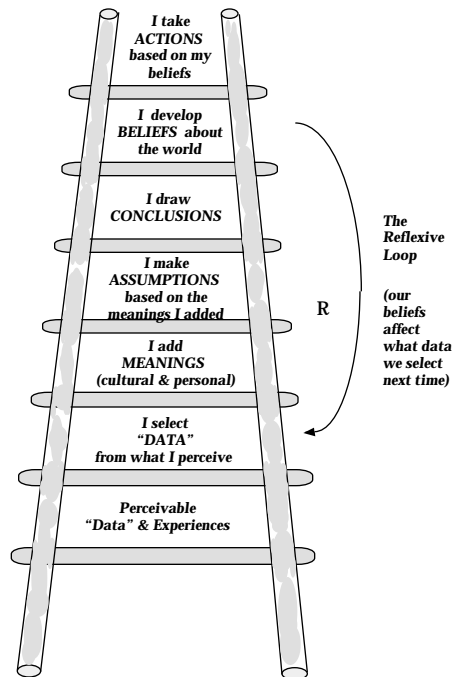 I take
ACTIONS
based on my
beliefs
I develop
BELIEFS about
the world
I draw
CONCLUSIONS
I make
ASSUMPTIONS
based on the
meanings I added
I add
MEANINGS
(cultural & personal)
I select
“DATA”
from what I perceive
Perceivable
“Data” & Experiences
R
The
Reflexive
Loop
(our
beliefs
affect
what data
we select
next time)